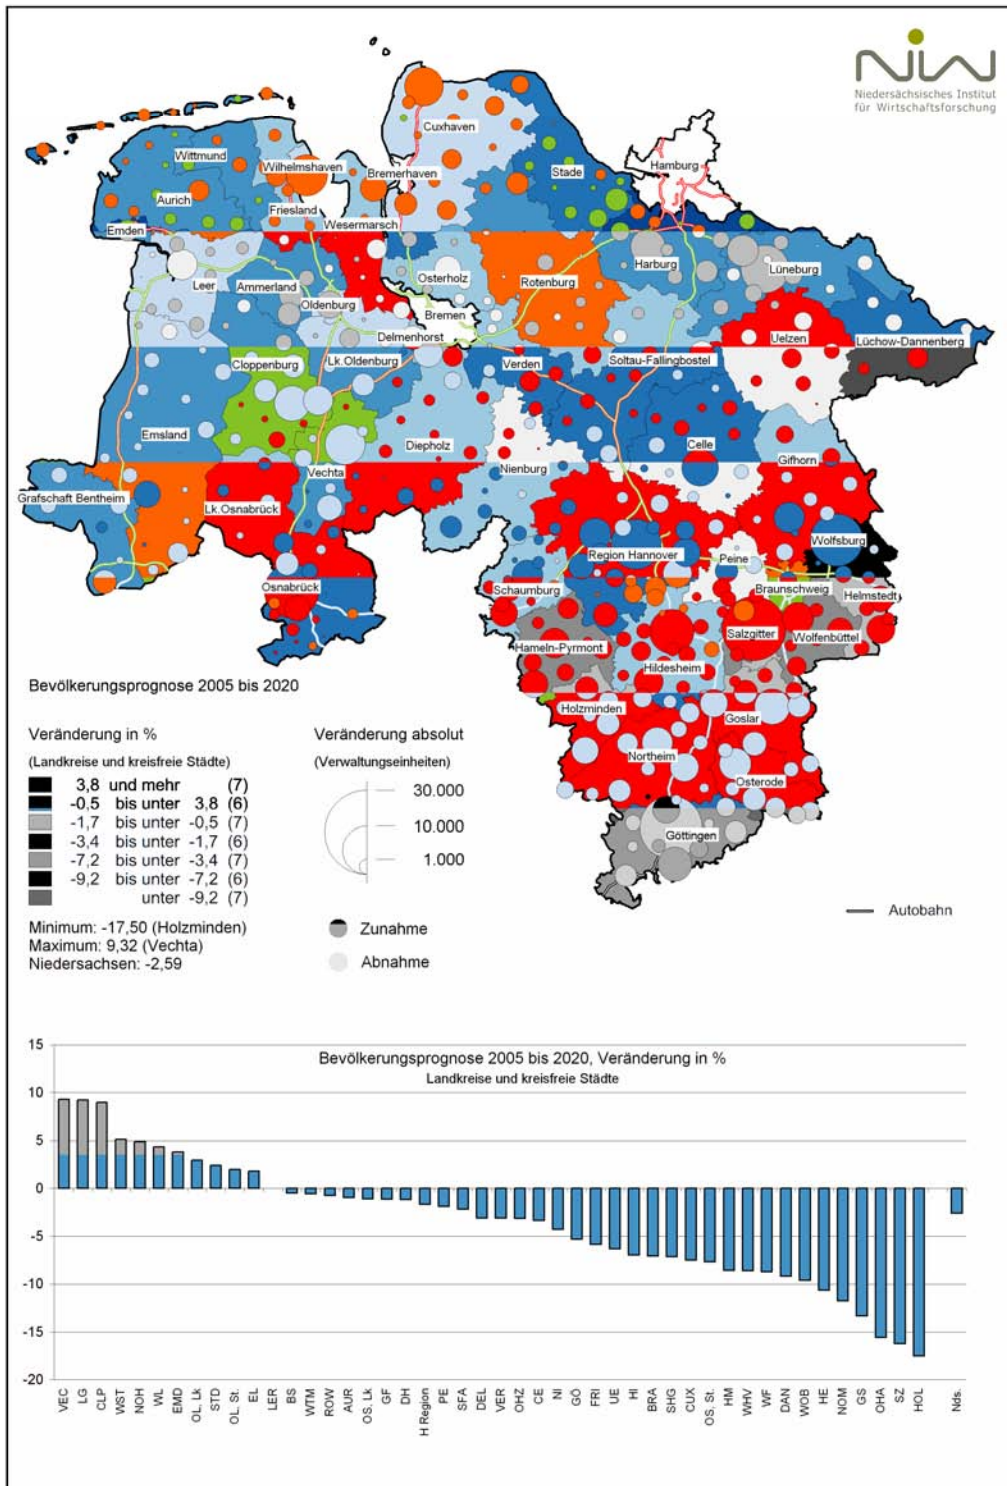 NIW
Niedersächsisches Institut
für Wirtschaftsforschung
Cuxhaven
Wittmund
Wilhelmshaven
Bremerhaven
Stade
Hamburg
Aurich
Friesland
Emden
Wesermarsch
Leer
Ammerland
Osterholz
Rotenburg
Harburg
Lüneburg
Oldenburg
Bremen
Delmenhorst
Uelzen
Lüchow-Dannenberg
Cloppenburg
Lk.Oldenburg
Verden
Soltau-Fallingbostel
Emsland
Diepholz
Celle
Gifhorn
Vechta
Nienburg
Grafschaft Bentheim
Lk.Osnabrück
Wolfsburg
Region Hannover
Peine
Osnabrück
Schaumburg
Braunschweig
Helmstedt
Salzgitter
Wolfenbüttel
Hameln-Pyrmont
Hildesheim
Holzminden
Goslar
Northeim
Osterode
Göttingen
Bevölkerungsprognose 2005 bis 2020
Veränderung in %
(Landkreise und kreisfreie Städte)
3,8 und mehr (7)
-0,5 bis unter 3,8 (6)
-1,7 bis unter -0,5 (7)
-3,4 bis unter -1,7 (6)
-7,2 bis unter -3,4 (7)
-9,2 bis unter -7,2 (6)
unter -9,2 (7)
Minimum: -17,50 (Holzminden)
Maximum: 9,32 (Vechta)
Niedersachsen: -2,59
Veränderung absolut
(Verwaltungseinheiten)
30.000
10.000
1.000
Zunahme
Abnahme
Autobahn
Bevölkerungsprognose 2005 bis 2020, Veränderung in %
Landkreise und kreisfreie Städte
15
10
5
0
-5
-10
-15
-20
VEC
LG
CLP
WST
NOH
WL
EMD
OL. Lk
STD
OL. St.
EL
LER
BS
WTM
ROW
AUR
OS. Lk
GF
DH
H Region
PE
SFA
DEL
VER
OHZ
CE
NI
GÖ
FRI
UE
HI
BRA
SHG
CUX
OS, St.
HM
WHV
WF
DAN
WOB
HE
NOM
GS
OHA
SZ
HOL
Nds.